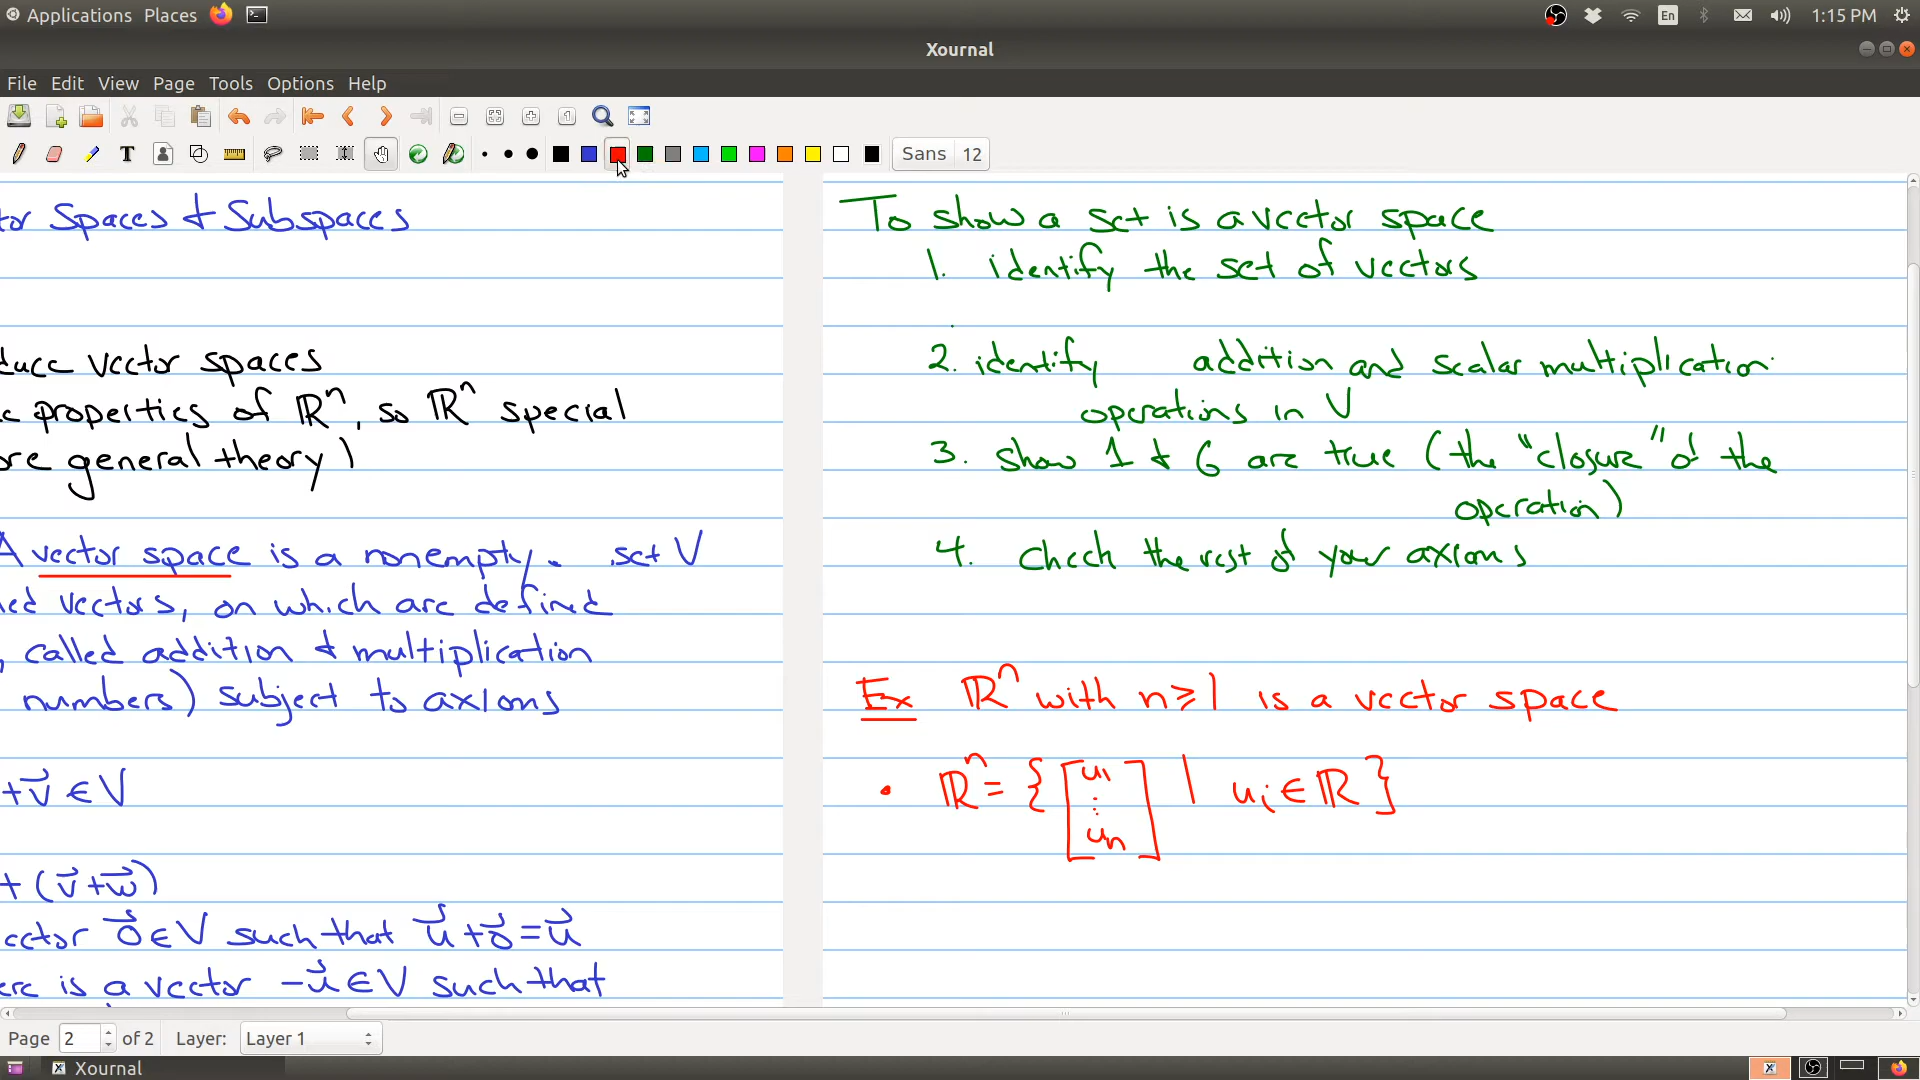 Applications Places En 1:15 PM
Xournal
File Edit View Page Tools Options Help
Sans 12
tor Spaces & Subspaces
duce vector spaces
c properties of ℝⁿ, so ℝⁿ special
ore general theory)
A vector space is a nonempty set V
ned vectors, on which are defined
, called addition & multiplication
numbers) subject to axioms
+v⃗ ∈ V
+ (v⃗+w⃗)
ector 0⃗ ∈ V such that u⃗+0⃗=u⃗
ere is a vector -u⃗ ∈ V such that
To show a set is a vector space
1. identify the set of vectors
2. identify addition and scalar multiplication
operations in V
3. show 1 & 6 are true (the "closure" of the
operation)
4. Check the rest of your axioms
Ex ℝⁿ with n≥1 is a vector space
• ℝⁿ = { [u₁ ⋮ uₙ] | uᵢ ∈ ℝ }
Page 2 of 2 Layer: Layer 1
Xournal